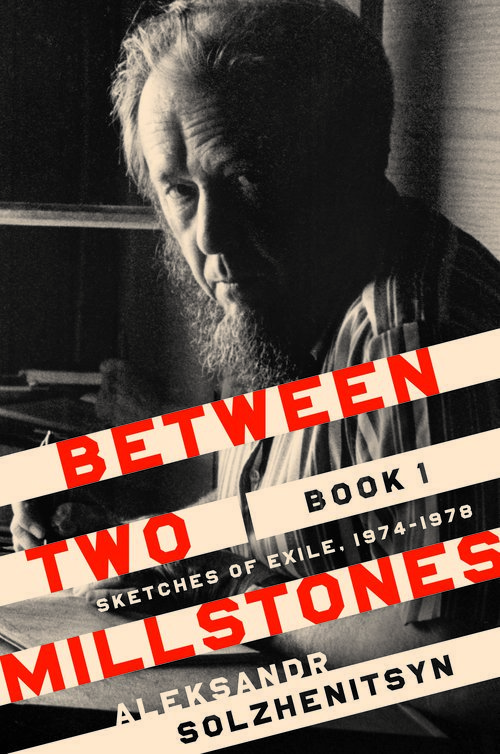 BETWEEN
TWO
BOOK 1
SKETCHES OF EXILE, 1974–1978
MILLSTONES
ALEKSANDR
SOLZHENITSYN